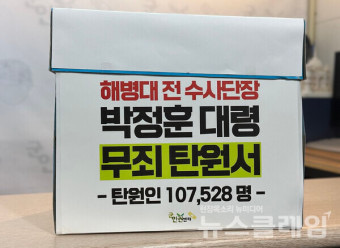 해병대 전 수사단장
박정훈 대령
무죄 탄원서
- 탄원인 107,528 명 -
뉴스클레임